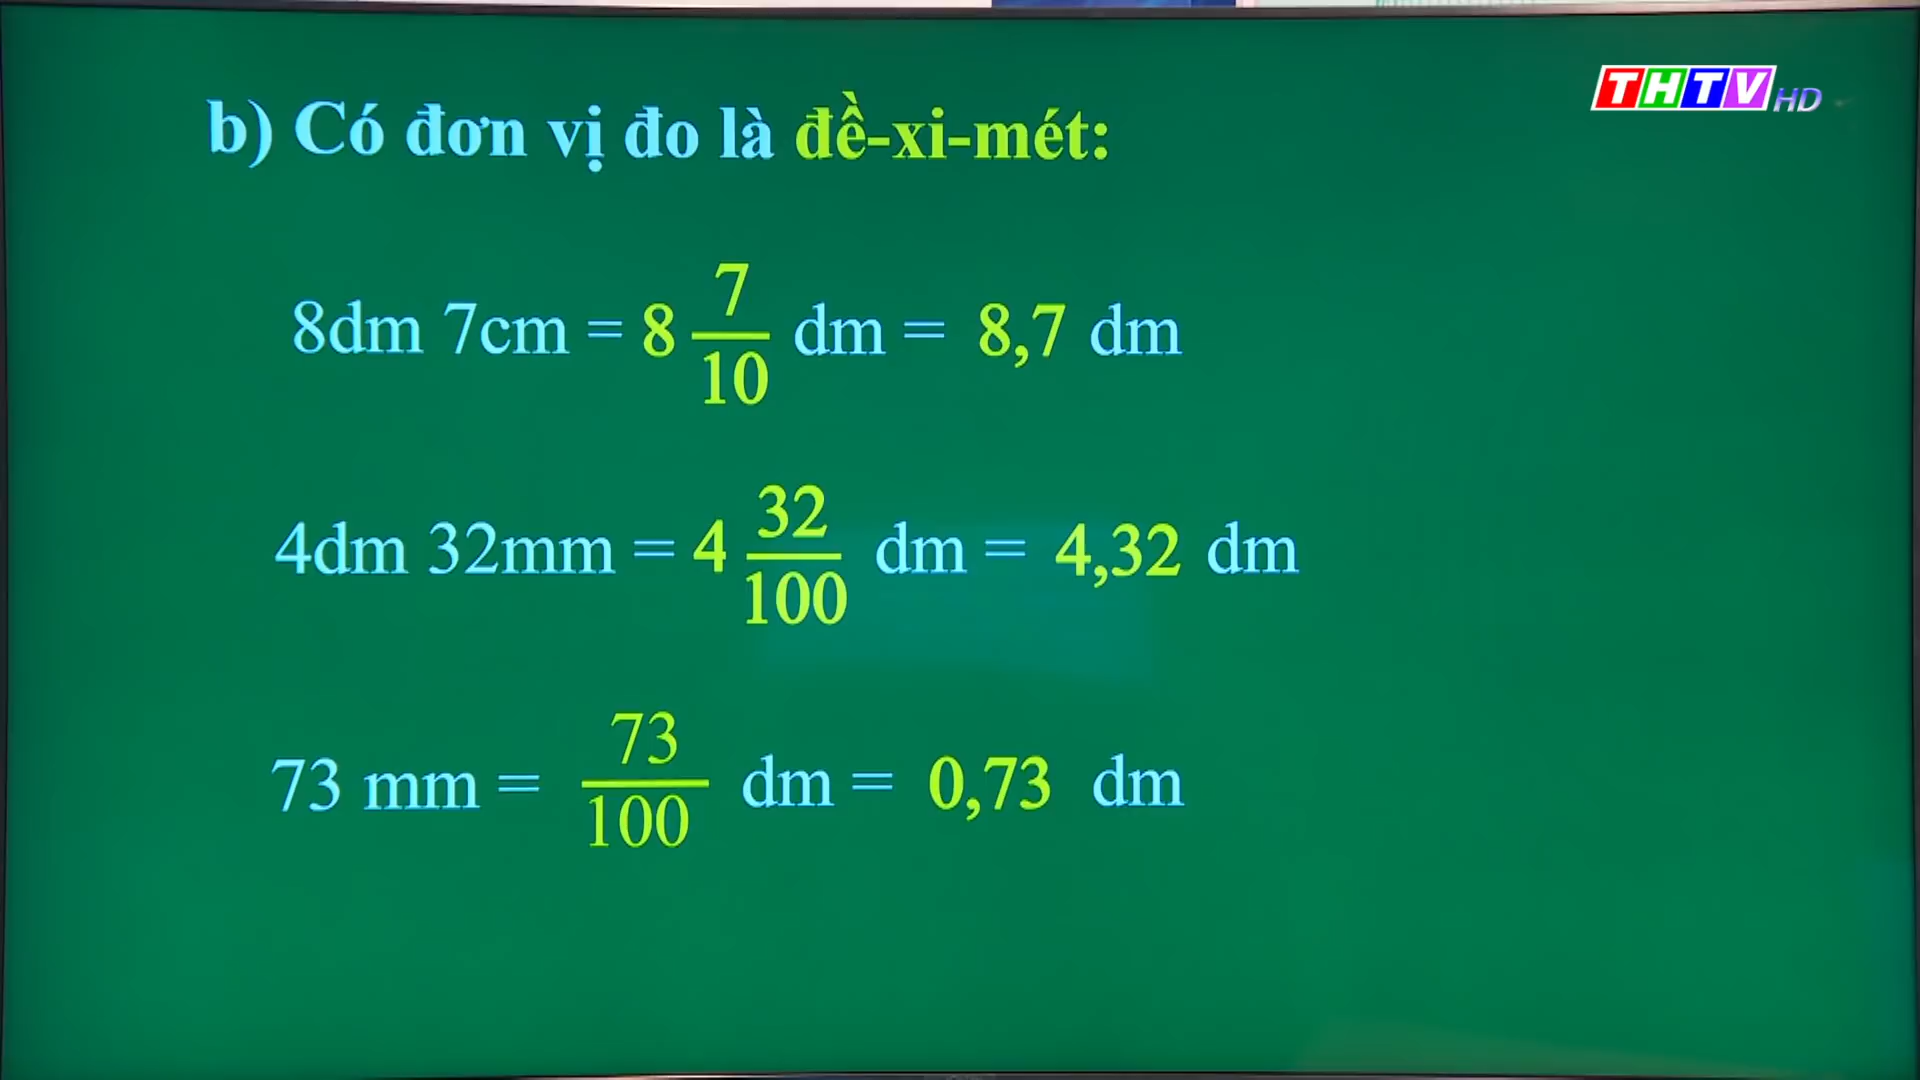 THTV HD
b) Có đơn vị đo là đề-xi-mét:
8dm 7cm = 8 7/10 dm = 8,7 dm
4dm 32mm = 4 32/100 dm = 4,32 dm
73 mm = 73/100 dm = 0,73 dm